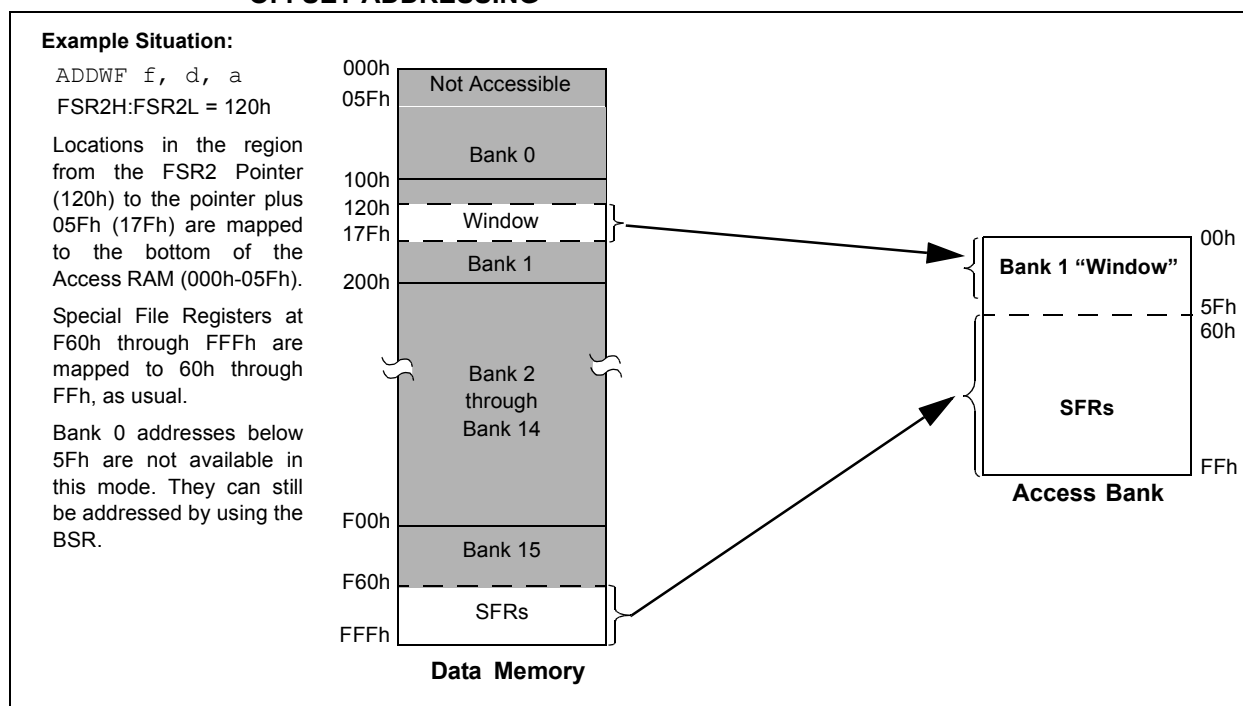 OFFSET ADDRESSING
Example Situation:
ADDWF f, d, a
FSR2H:FSR2L = 120h
Locations in the region
from the FSR2 Pointer
(120h) to the pointer plus
05Fh (17Fh) are mapped
to the bottom of the
Access RAM (000h-05Fh).
Special File Registers at
F60h through FFFh are
mapped to 60h through
FFh, as usual.
Bank 0 addresses below
5Fh are not available in
this mode. They can still
be addressed by using the
BSR.
000h
Not Accessible
05Fh
Bank 0
100h
120h
Window
17Fh
Bank 1
200h
Bank 2
through
Bank 14
F00h
Bank 15
F60h
SFRs
FFFh
Data Memory
00h
Bank 1 “Window”
5Fh
60h
SFRs
FFh
Access Bank